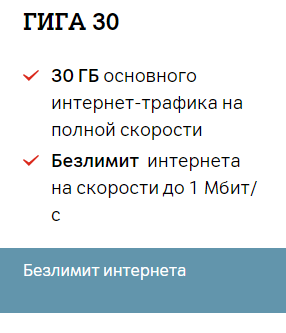 ГИГА 30
30 ГБ основного
интернет-трафика на
полной скорости
Безлимит интернета
на скорости до 1 Мбит/
с
Безлимит интернета